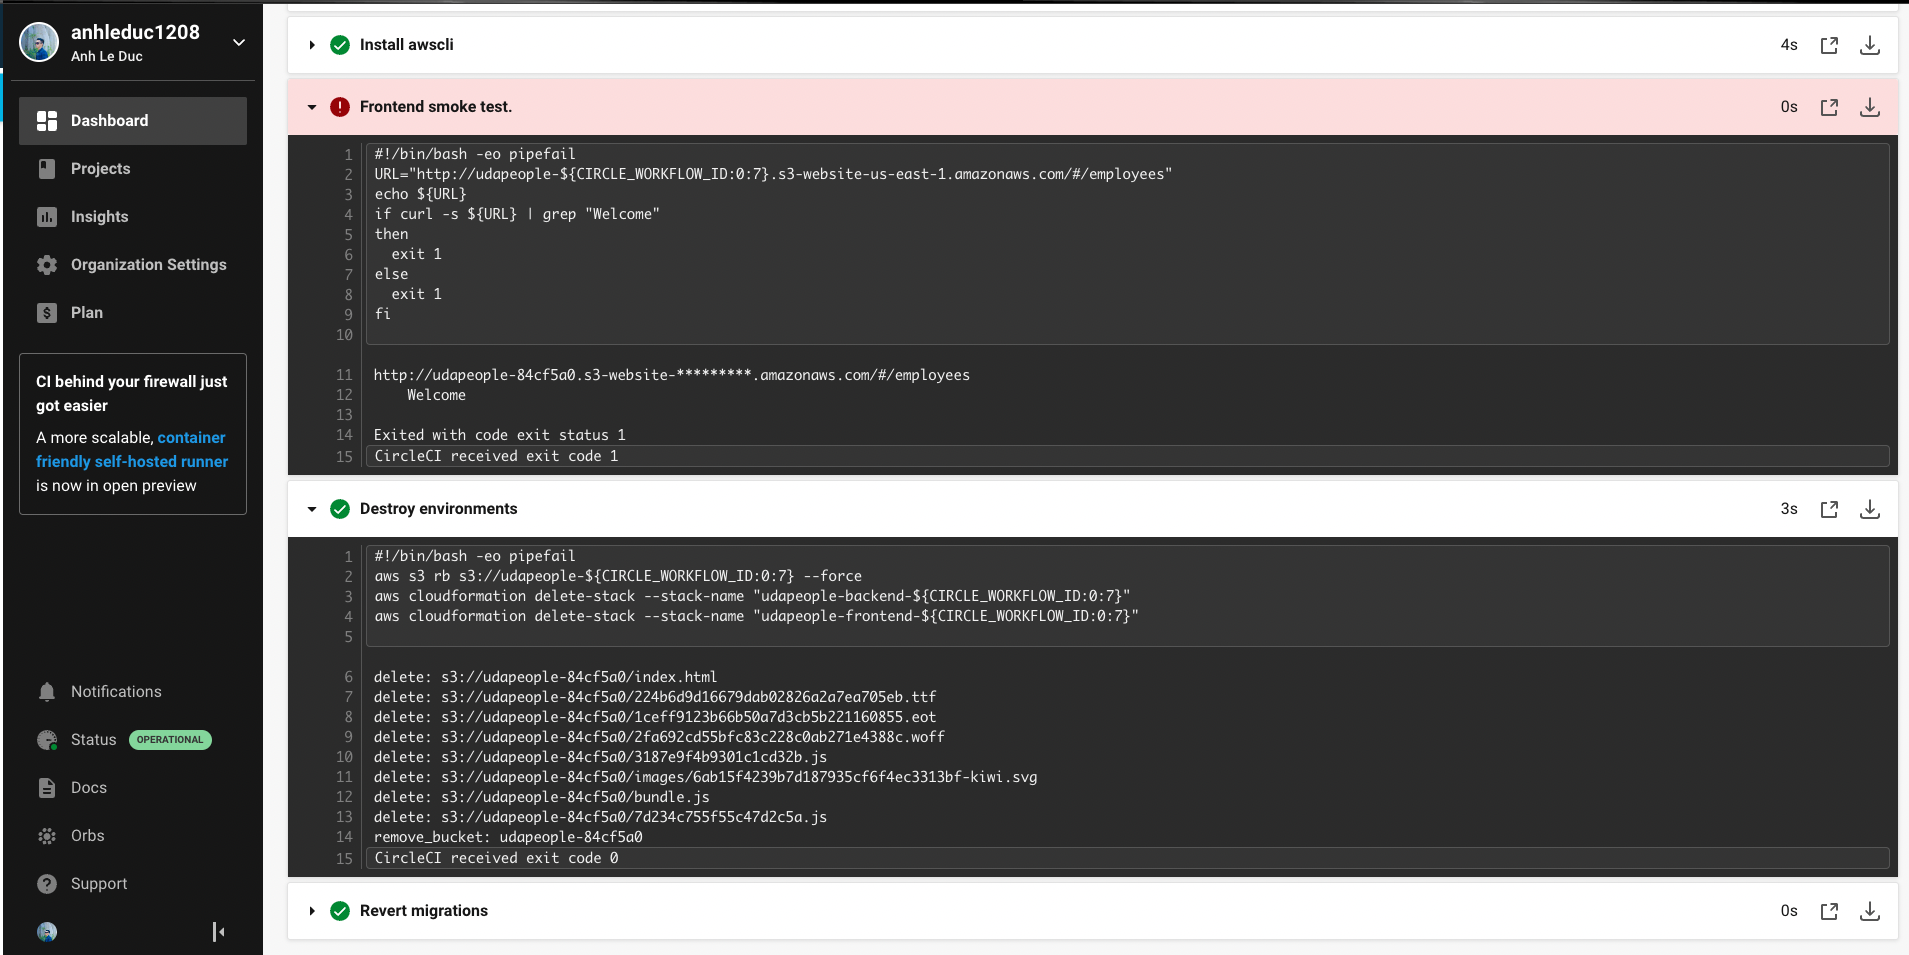 anhleduc1208
Anh Le Duc
Dashboard
Projects
Insights
Organization Settings
Plan
CI behind your firewall just
got easier
A more scalable, container
friendly self-hosted runner
is now in open preview
Notifications
Status OPERATIONAL
Docs
Orbs
Support
Install awscli 4s
Frontend smoke test. 0s
1 #!/bin/bash -eo pipefail
2 URL="http://udapeople-${CIRCLE_WORKFLOW_ID:0:7}.s3-website-us-east-1.amazonaws.com/#/employees"
3 echo ${URL}
4 if curl -s ${URL} | grep "Welcome"
5 then
6   exit 1
7 else
8   exit 1
9 fi
10
11 http://udapeople-84cf5a0.s3-website-*********.amazonaws.com/#/employees
12     Welcome
13
14 Exited with code exit status 1
15 CircleCI received exit code 1
Destroy environments 3s
1 #!/bin/bash -eo pipefail
2 aws s3 rb s3://udapeople-${CIRCLE_WORKFLOW_ID:0:7} --force
3 aws cloudformation delete-stack --stack-name "udapeople-backend-${CIRCLE_WORKFLOW_ID:0:7}"
4 aws cloudformation delete-stack --stack-name "udapeople-frontend-${CIRCLE_WORKFLOW_ID:0:7}"
5
6 delete: s3://udapeople-84cf5a0/index.html
7 delete: s3://udapeople-84cf5a0/224b6d9d16679dab02826a2a7ea705eb.ttf
8 delete: s3://udapeople-84cf5a0/1ceff9123b66b50a7d3cb5b221160855.eot
9 delete: s3://udapeople-84cf5a0/2fa692cd55bfc83c228c0ab271e4388c.woff
10 delete: s3://udapeople-84cf5a0/3187e9f4b9301c1cd32b.js
11 delete: s3://udapeople-84cf5a0/images/6ab15f4239b7d187935cf6f4ec3313bf-kiwi.svg
12 delete: s3://udapeople-84cf5a0/bundle.js
13 delete: s3://udapeople-84cf5a0/7d234c755f55c47d2c5a.js
14 remove_bucket: udapeople-84cf5a0
15 CircleCI received exit code 0
Revert migrations 0s